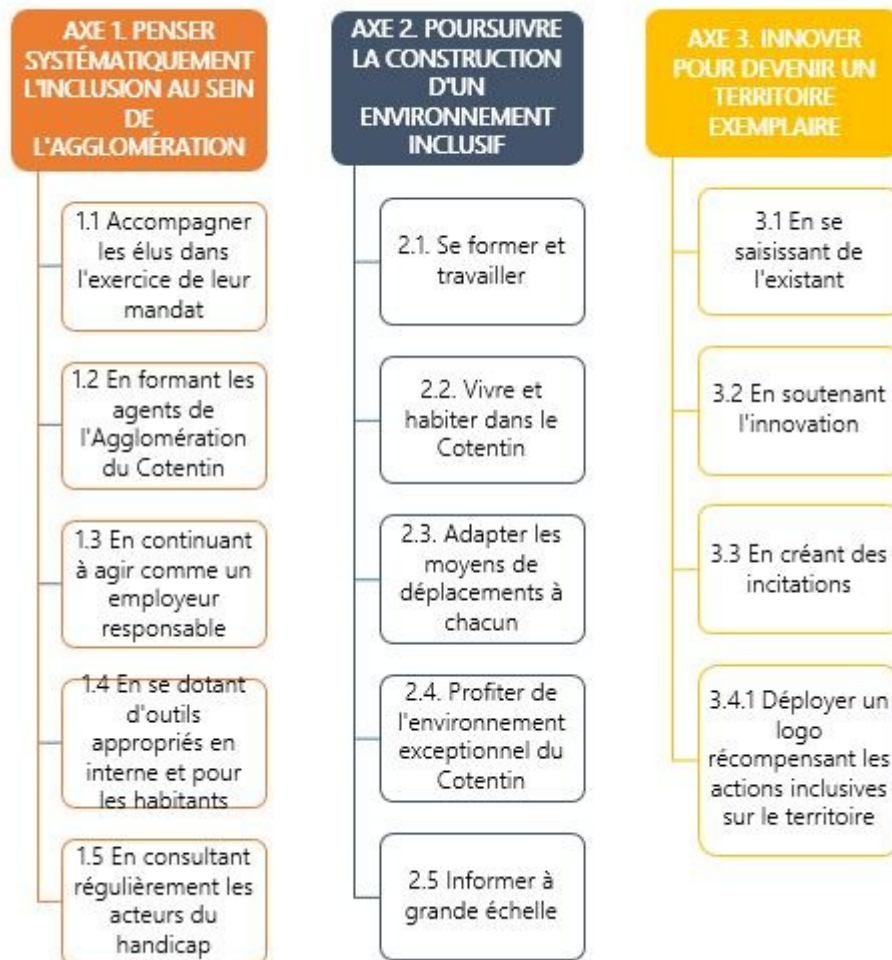 AXE 1. PENSER
SYSTÉMATIQUEMENT
L'INCLUSION AU SEIN
DE
L'AGGLOMÉRATION
1.1 Accompagner
les élus dans
l'exercice de leur
mandat
1.2 En formant les
agents de
l'Agglomération
du Cotentin
1.3 En continuant
à agir comme un
employeur
responsable
1.4 En se dotant
d'outils
appropriés en
interne et pour
les habitants
1.5 En consultant
régulièrement les
acteurs du
handicap
AXE 2. POURSUIVRE
LA CONSTRUCTION
D'UN
ENVIRONNEMENT
INCLUSIF
2.1. Se former et
travailler
2.2. Vivre et
habiter dans le
Cotentin
2.3. Adapter les
moyens de
déplacements à
chacun
2.4. Profiter de
l'environnement
exceptionnel du
Cotentin
2.5 Informer à
grande échelle
AXE 3. INNOVER
POUR DEVENIR UN
TERRITOIRE
EXEMPLAIRE
3.1 En se
saisissant de
l'existant
3.2 En soutenant
l'innovation
3.3 En créant des
incitations
3.4.1 Déployer un
logo
récompensant les
actions inclusives
sur le territoire